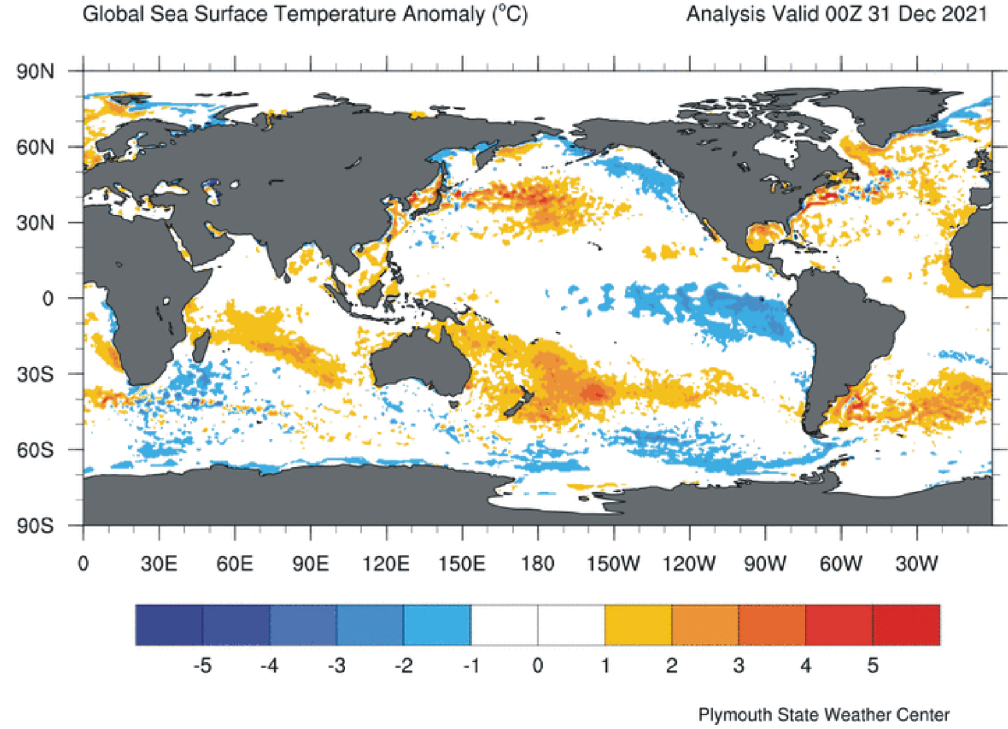 Global Sea Surface Temperature Anomaly (°C) Analysis Valid 00Z 31 Dec 2021
90N
60N
30N
0
30S
60S
90S
0 30E 60E 90E 120E 150E 180 150W 120W 90W 60W 30W
-5 -4 -3 -2 -1 0 1 2 3 4 5
Plymouth State Weather Center